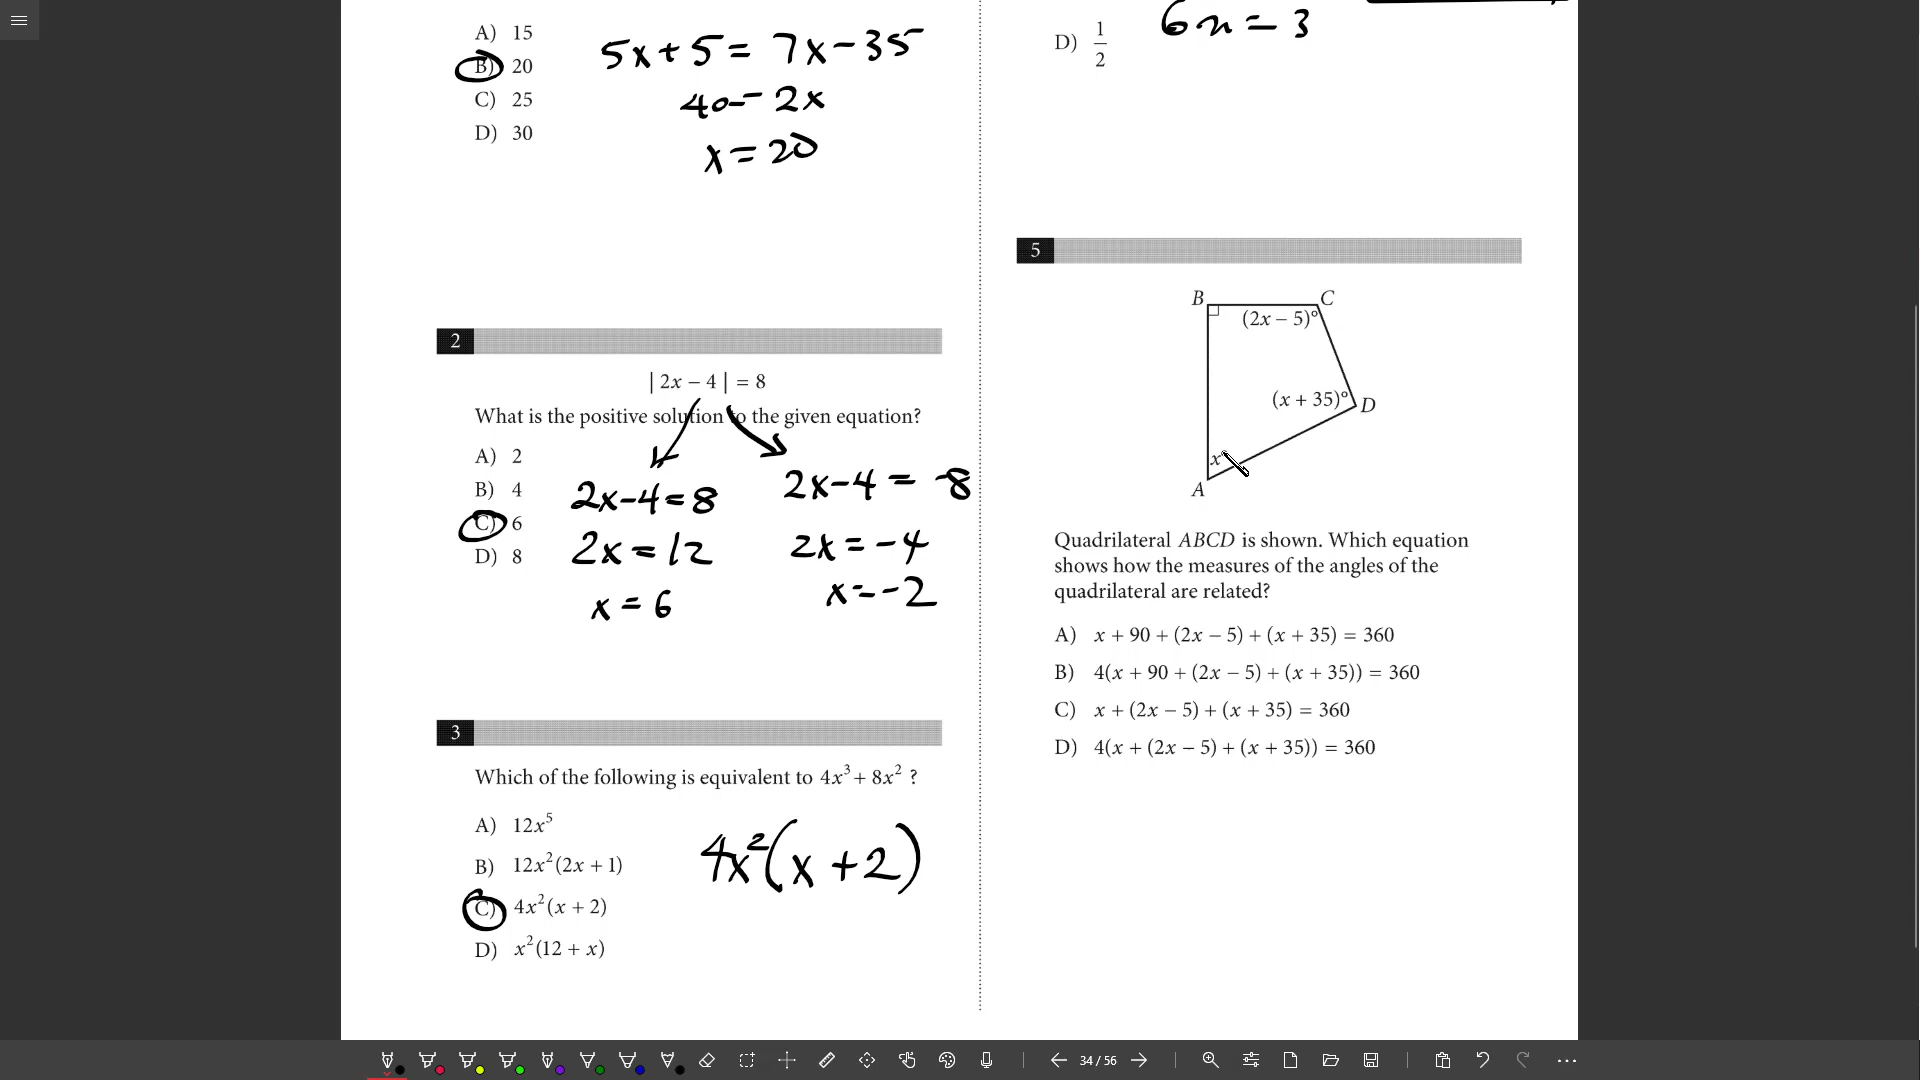 A) 15
B) 20
C) 25
D) 30
5x+5 = 7x-35
40 = 2x
x = 20
2
| 2x − 4 | = 8
What is the positive solution to the given equation?
A) 2
B) 4
C) 6
D) 8
2x-4=8
2x = 12
x = 6
2x-4 = -8
2x = -4
x = -2
3
Which of the following is equivalent to 4x³ + 8x² ?
A) 12x⁵
B) 12x²(2x + 1)
C) 4x²(x + 2)
D) x²(12 + x)
4x²(x +2)
D) 1/2
6n = 3
5
B
C
(2x − 5)°
(x + 35)°
D
x
A
Quadrilateral ABCD is shown. Which equation
shows how the measures of the angles of the
quadrilateral are related?
A) x + 90 + (2x − 5) + (x + 35) = 360
B) 4(x + 90 + (2x − 5) + (x + 35)) = 360
C) x + (2x − 5) + (x + 35) = 360
D) 4(x + (2x − 5) + (x + 35)) = 360
34 / 56